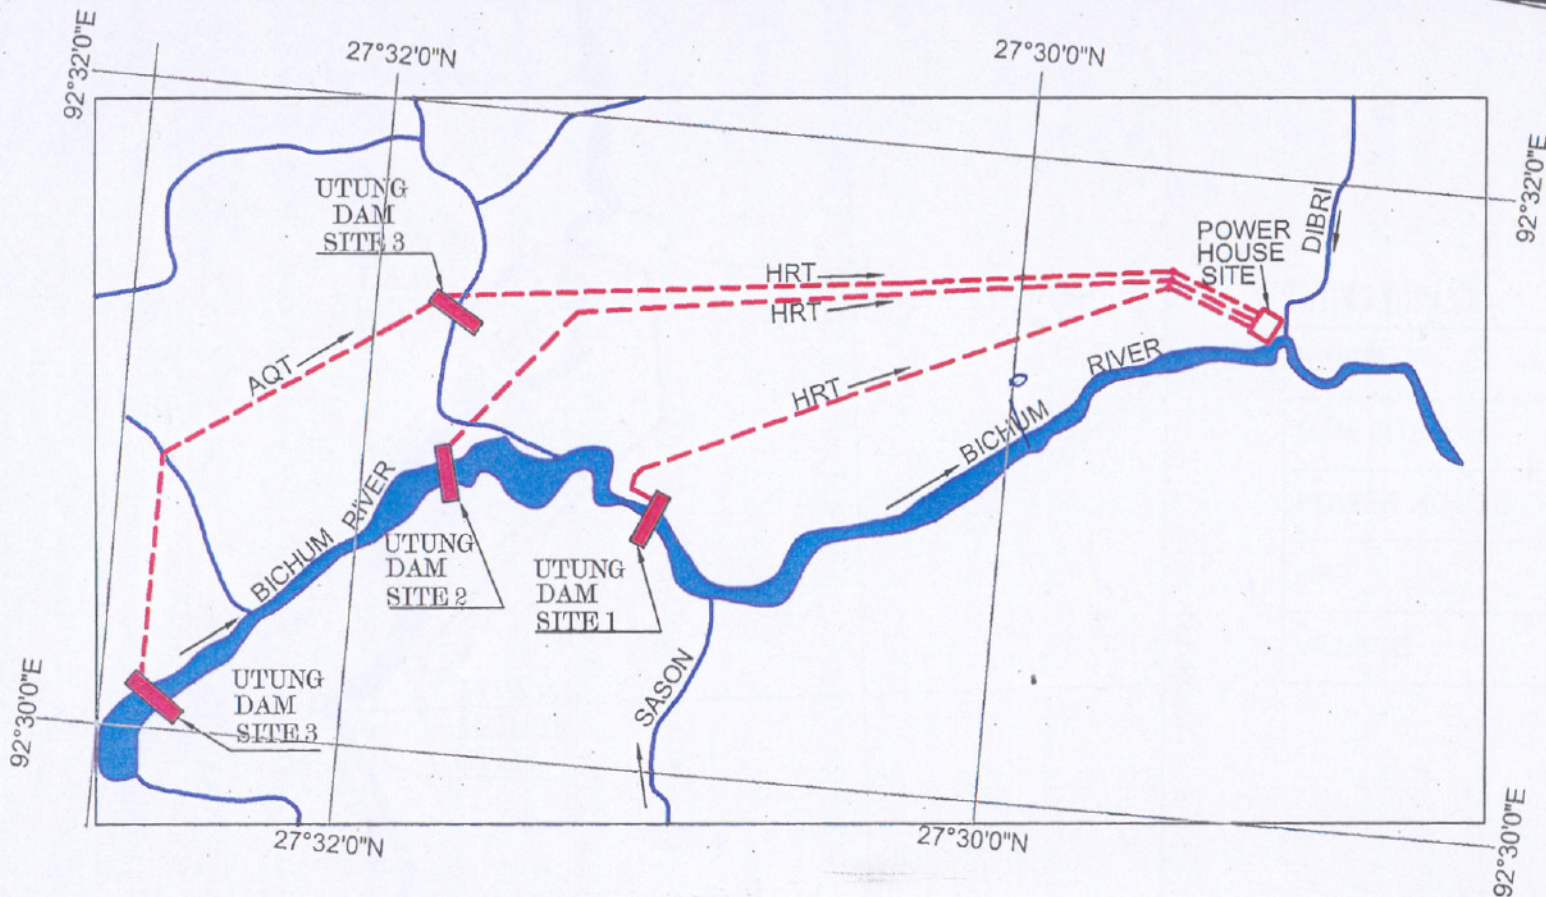 27°32'0"N
27°30'0"N
92°32'0"E
92°32'0"E
UTUNG
DAM
SITE 3
POWER
HOUSE
SITE
DIBRI
HRT
HRT
AQT
HRT
RIVER
BICHUM
BICHUM RIVER
UTUNG
DAM
SITE 2
UTUNG
DAM
SITE 1
UTUNG
DAM
SITE 3
SASON
92°30'0"E
92°30'0"E
27°32'0"N
27°30'0"N